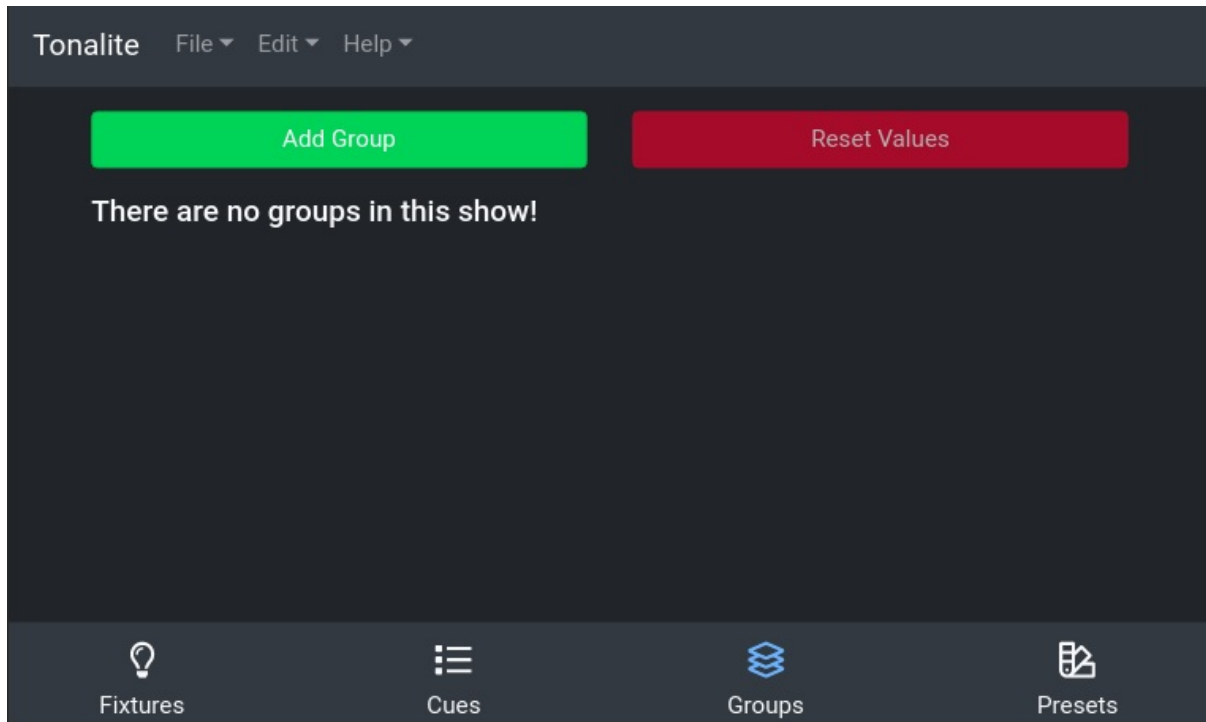 Tonalite File Edit Help
Add Group Reset Values
There are no groups in this show!
Fixtures Cues Groups Presets